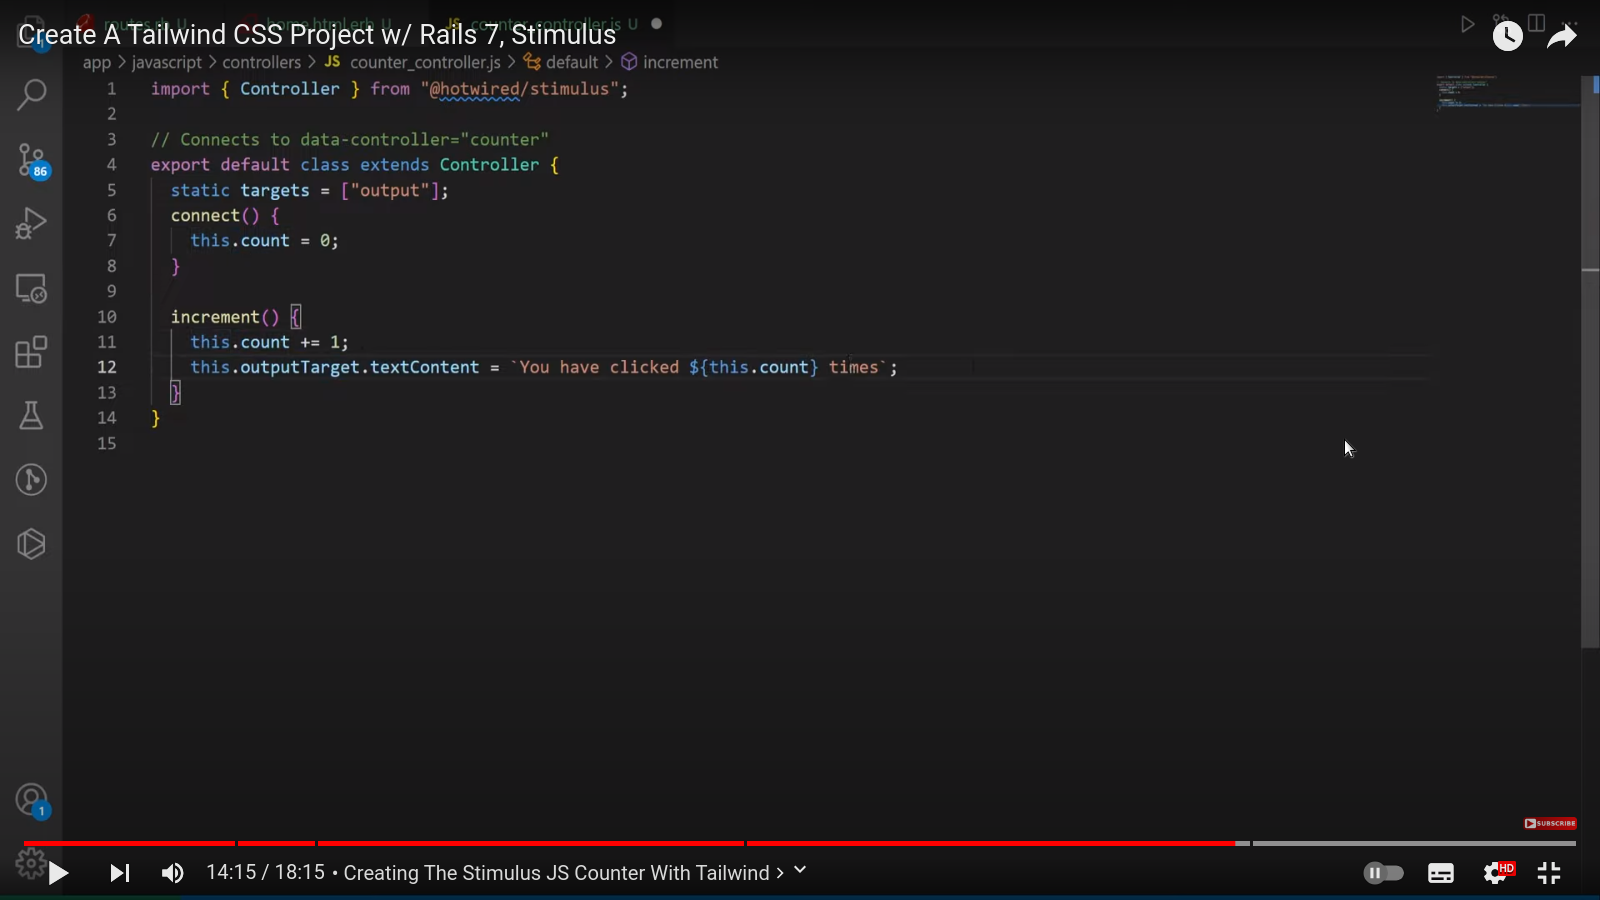 routes.rb U home.html.erb U JS counter_controller.js U
Create A Tailwind CSS Project w/ Rails 7, Stimulus
app > javascript > controllers > JS counter_controller.js > default > increment
1 import { Controller } from "@hotwired/stimulus";
2
3 // Connects to data-controller="counter"
4 export default class extends Controller {
5 static targets = ["output"];
6 connect() {
7 this.count = 0;
8 }
9
10 increment() {
11 this.count += 1;
12 this.outputTarget.textContent = `You have clicked ${this.count} times`;
13 }
14 }
15
86
1
SUBSCRIBE
14:15 / 18:15 • Creating The Stimulus JS Counter With Tailwind >
HD